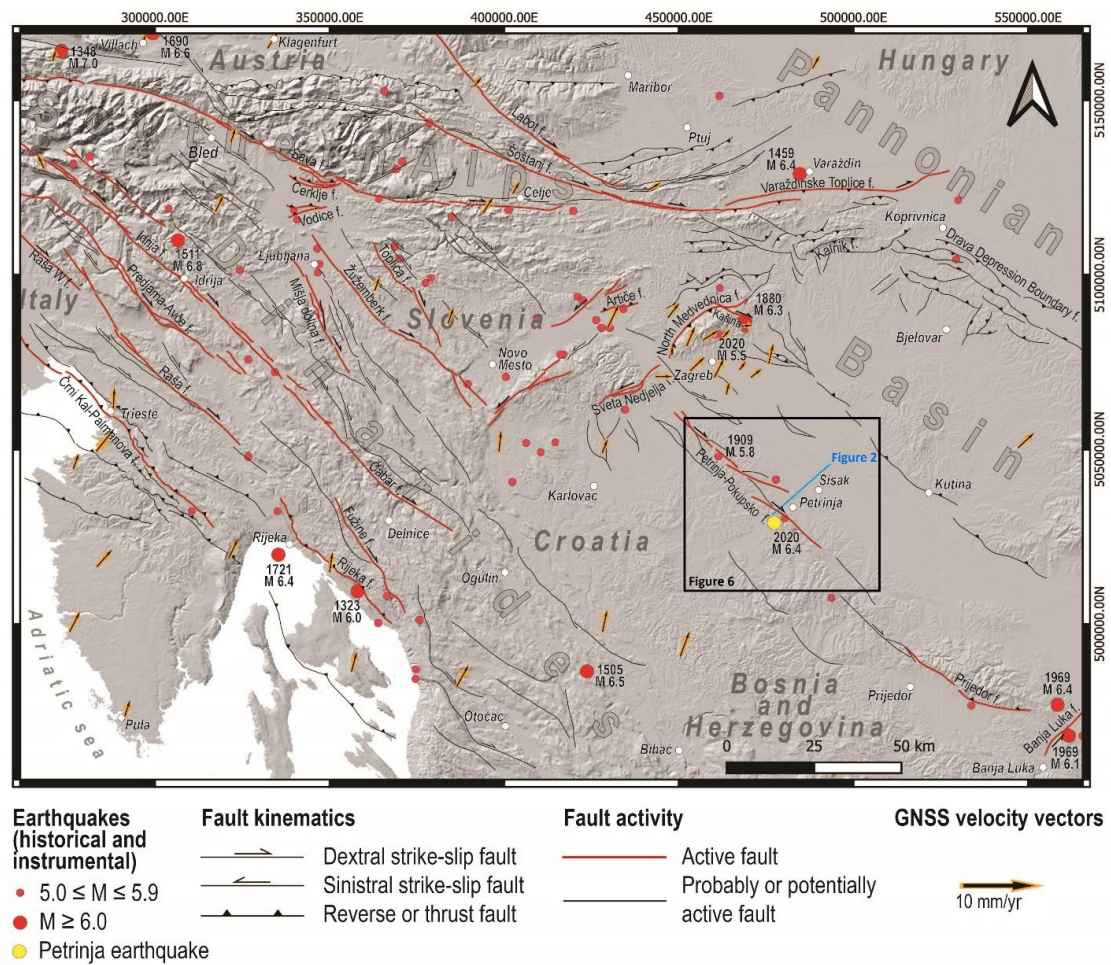 300000.00E
350000.00E
400000.00E
450000.00E
500000.00E
550000.00E
1348
M 7.0
Villach
1690
M 6.6
Klagenfurt
Austria
Hungary
Maribor
5150000.00N
Labot f.
Ptuj
Pannonian
Southern Alps
Bled
Sava f.
Šoštanj f.
1459
M 6.4
Varaždin
Varaždinske Toplice f.
Cerklje f.
Celje
Vodice f.
Koprivnica
Idrija f.
1511
M 6.8
Ljubljana
Toplica f.
Kalnik f.
Drava Depression Boundary f.
Raša W f.
Idrija
Predjama-Avče f.
Mišja dolina f.
Žužemberk f.
5100000.00N
Italy
Slovenia
Artiče f.
North Medvednica f.
1880
M 6.3
Kašina f.
Bjelovar
Dinarides
Novo
Mesto
2020
M 5.5
Zagreb
Basin
Raša f.
Sveta Nedjelja f.
Črni Kal-Palmanova f.
Trieste
1909
M 5.8
Figure 2
5050000.00N
Čabar f.
Karlovac
Petrinja-Pokupsko f.
Sisak
Petrinja
Kutina
Delnice
Fužine f.
Croatia
2020
M 6.4
Rijeka
1721
M 6.4
Rijeka f.
Ogulin
Figure 6
1323
M 6.0
5000000.00N
Adriatic sea
1505
M 6.5
Bosnia
and
Herzegovina
Prijedor
Prijedor f.
1969
M 6.4
Pula
Otočac
Banja Luka f.
Bihać
0 25 50 km
Banja Luka
1969
M 6.1
Earthquakes
(historical and
instrumental)
5.0 ≤ M ≤ 5.9
M ≥ 6.0
Petrinja earthquake
Fault kinematics
Dextral strike-slip fault
Sinistral strike-slip fault
Reverse or thrust fault
Fault activity
Active fault
Probably or potentially
active fault
GNSS velocity vectors
10 mm/yr